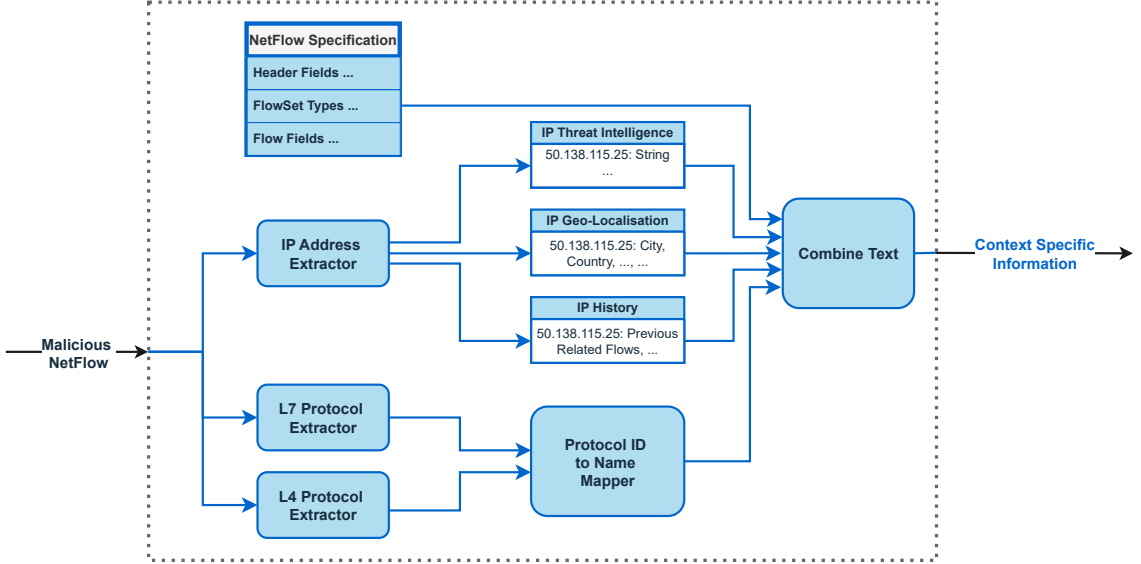 NetFlow Specification
Header Fields ...
FlowSet Types ...
Flow Fields ...
IP Threat Intelligence
50.138.115.25: String
...
IP Address
Extractor
IP Geo-Localisation
50.138.115.25: City,
Country, ..., ...
Combine Text
Context Specific
Information
IP History
50.138.115.25: Previous
Related Flows, ...
Malicious
NetFlow
L7 Protocol
Extractor
Protocol ID
to Name
Mapper
L4 Protocol
Extractor